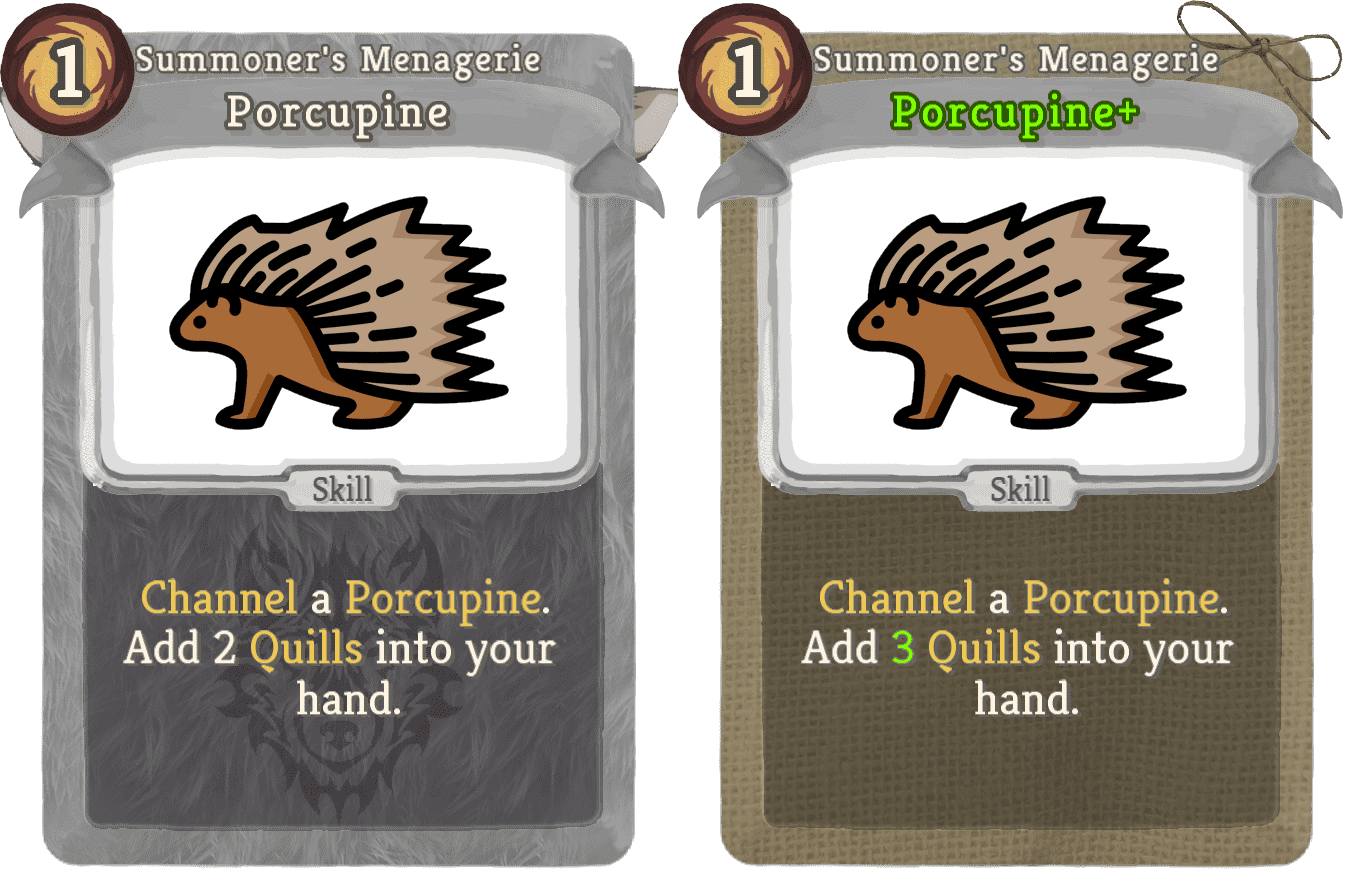 1
Summoner's Menagerie
Porcupine
Skill
Channel a Porcupine.
Add 2 Quills into your
hand.
1
Summoner's Menagerie
Porcupine+
Skill
Channel a Porcupine.
Add 3 Quills into your
hand.